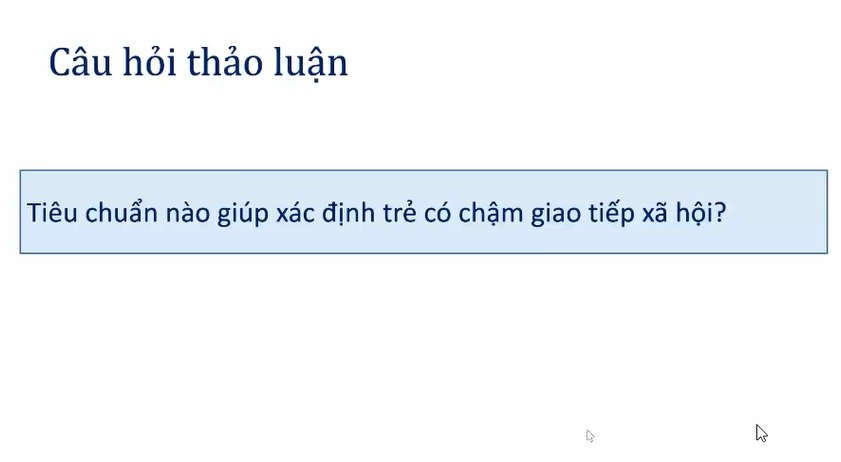 Câu hỏi thảo luận
Tiêu chuẩn nào giúp xác định trẻ có chậm giao tiếp xã hội?